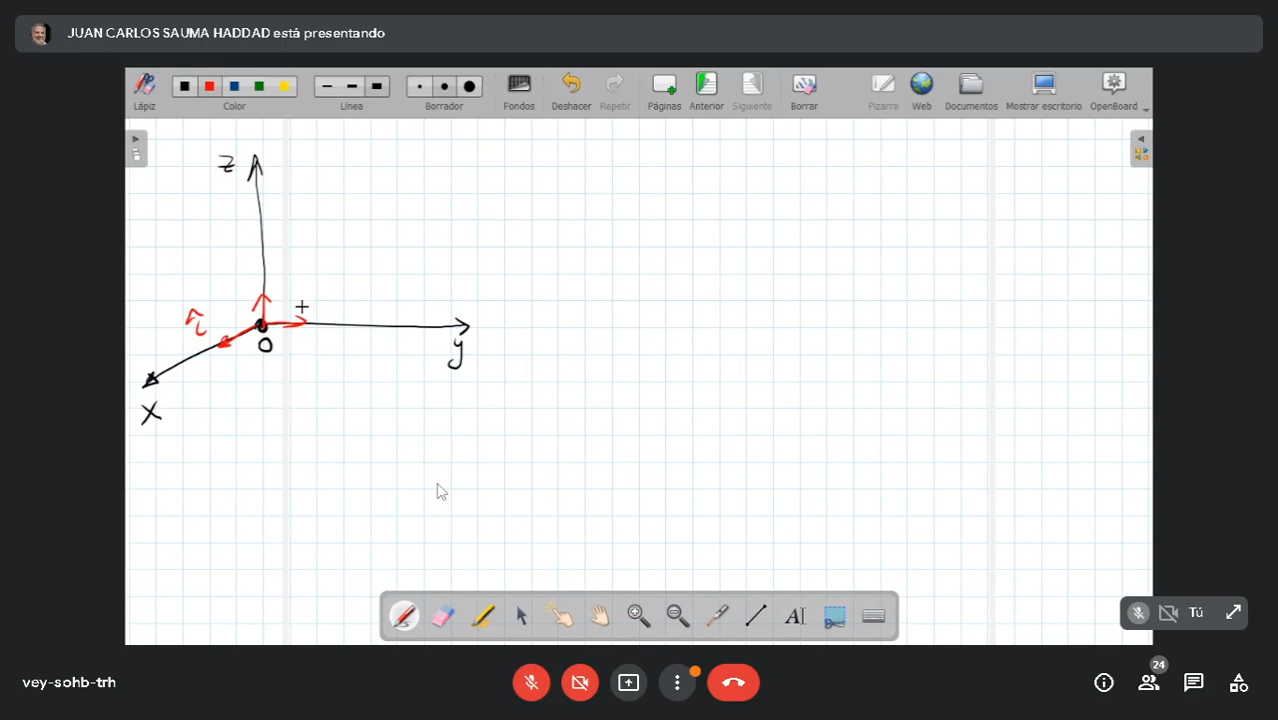 JUAN CARLOS SAUMA HADDAD está presentando
Lápiz
Color
Línea
Borrador
Fondos
Deshacer
Repetir
Páginas
Anterior
Siguiente
Borrar
Pizarra
Web
Documentos
Mostrar escritorio
OpenBoard
z
î
O
y
x
AI
Tú
vey-sohb-trh
24